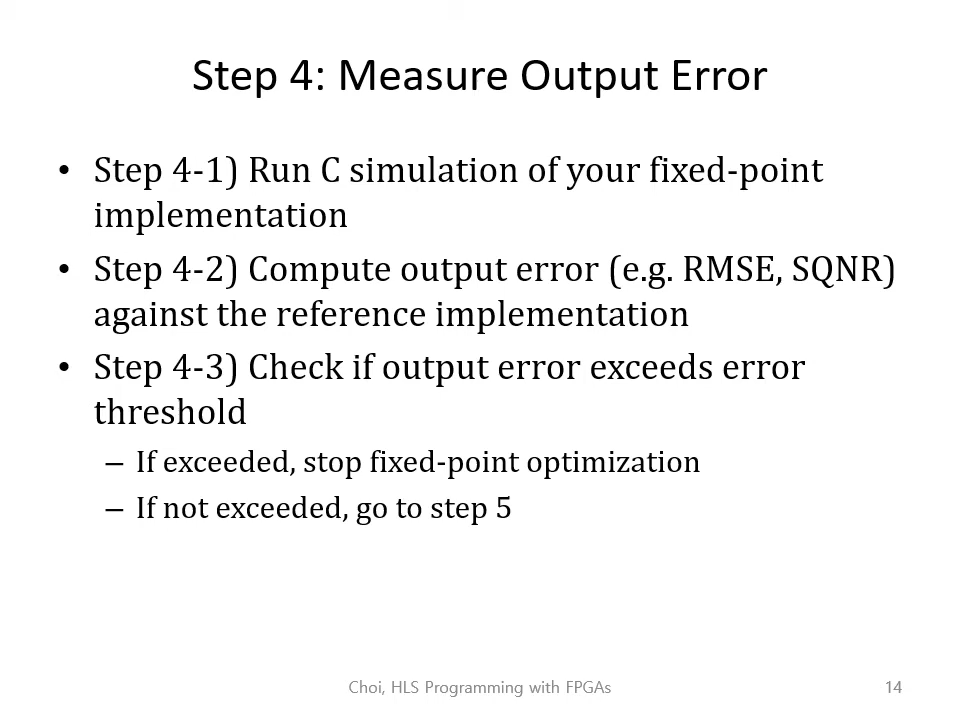 Step 4: Measure Output Error
• Step 4-1) Run C simulation of your fixed-point
implementation
• Step 4-2) Compute output error (e.g. RMSE, SQNR)
against the reference implementation
• Step 4-3) Check if output error exceeds error
threshold
– If exceeded, stop fixed-point optimization
– If not exceeded, go to step 5
Choi, HLS Programming with FPGAs
14